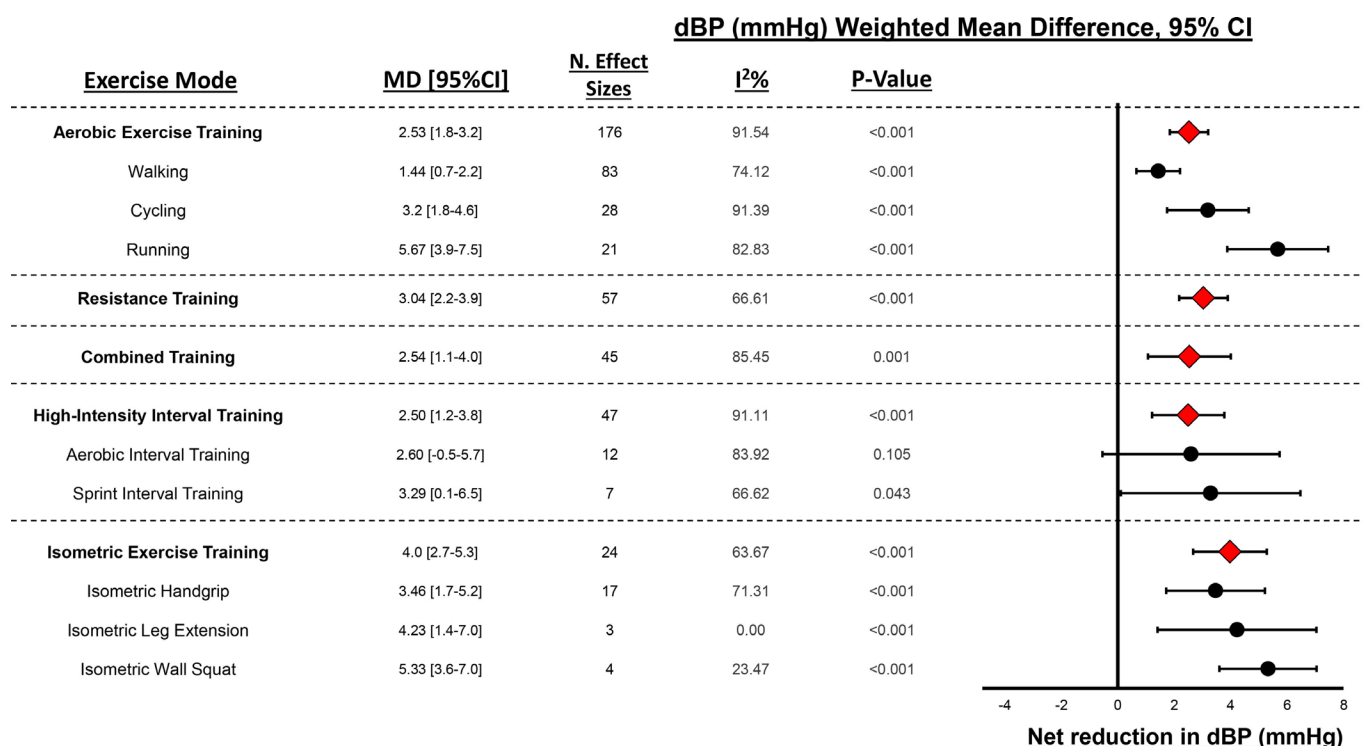 dBP (mmHg) Weighted Mean Difference, 95% CI
Exercise Mode MD [95%CI] N. Effect Sizes I²% P-Value
Aerobic Exercise Training 2.53 [1.8-3.2] 176 91.54 <0.001
Walking 1.44 [0.7-2.2] 83 74.12 <0.001
Cycling 3.2 [1.8-4.6] 28 91.39 <0.001
Running 5.67 [3.9-7.5] 21 82.83 <0.001
Resistance Training 3.04 [2.2-3.9] 57 66.61 <0.001
Combined Training 2.54 [1.1-4.0] 45 85.45 0.001
High-Intensity Interval Training 2.50 [1.2-3.8] 47 91.11 <0.001
Aerobic Interval Training 2.60 [-0.5-5.7] 12 83.92 0.105
Sprint Interval Training 3.29 [0.1-6.5] 7 66.62 0.043
Isometric Exercise Training 4.0 [2.7-5.3] 24 63.67 <0.001
Isometric Handgrip 3.46 [1.7-5.2] 17 71.31 <0.001
Isometric Leg Extension 4.23 [1.4-7.0] 3 0.00 <0.001
Isometric Wall Squat 5.33 [3.6-7.0] 4 23.47 <0.001
-4 -2 0 2 4 6 8
Net reduction in dBP (mmHg)